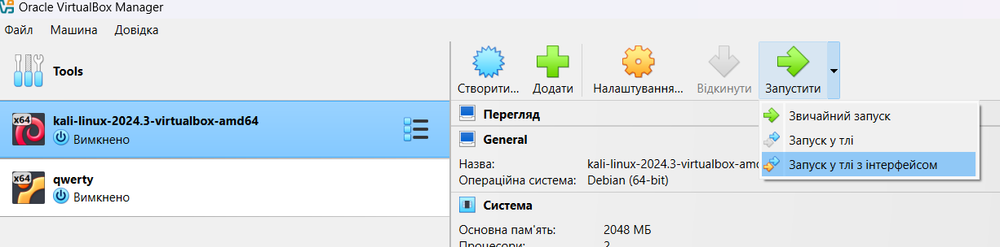 Oracle VirtualBox Manager
Файл Машина Довідка
Tools
Створити... Додати Налаштування... Відкинути Запустити
x64 kali-linux-2024.3-virtualbox-amd64
Вимкнено
x64 qwerty
Вимкнено
Перегляд
General
Назва: kali-linux-2024.3-virtualbox-amd
Операційна система: Debian (64-bit)
Система
Основна пам'ять: 2048 МБ
Процесори: 2
Звичайний запуск
Запуск у тлі
Запуск у тлі з інтерфейсом